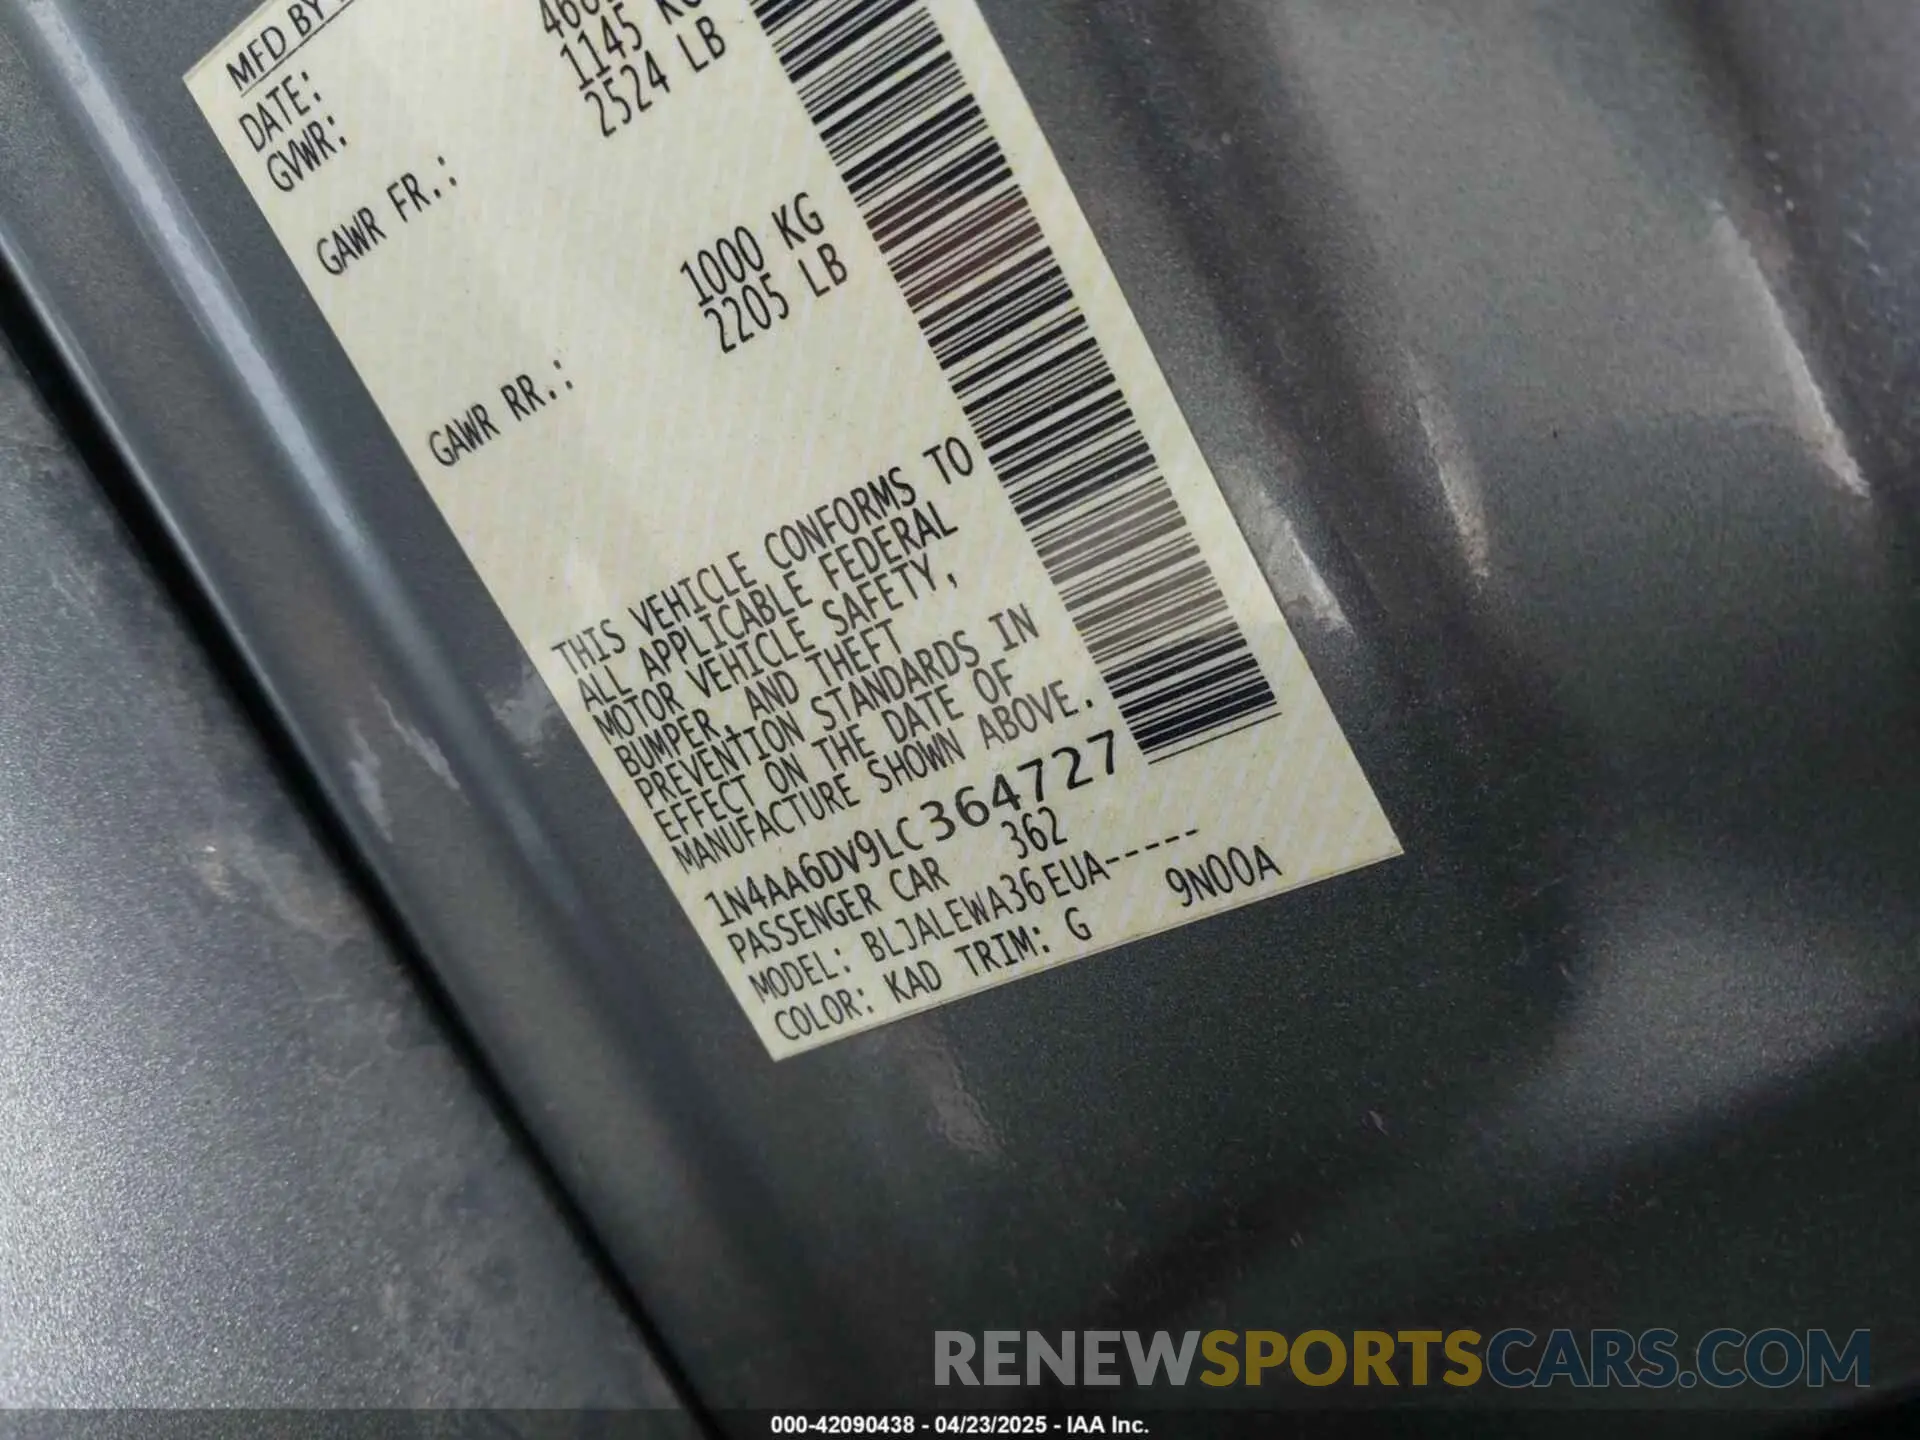 MFD BY
DATE:
GVWR:
1145
2524 LB
GAWR FR.:
1000 KG
2205 LB
GAWR RR.:
THIS VEHICLE CONFORMS TO
ALL APPLICABLE FEDERAL
MOTOR VEHICLE SAFETY,
BUMPER, AND THEFT
PREVENTION STANDARDS IN
EFFECT ON THE DATE OF
MANUFACTURE SHOWN ABOVE.
1N4AA6DV9LC364727
PASSENGER CAR 362
MODEL: BLJALEWA36EUA-----
COLOR: KAD TRIM: G 9N00A
RENEWSPORTSCARS.COM
000-42090438 - 04/23/2025 - IAA Inc.